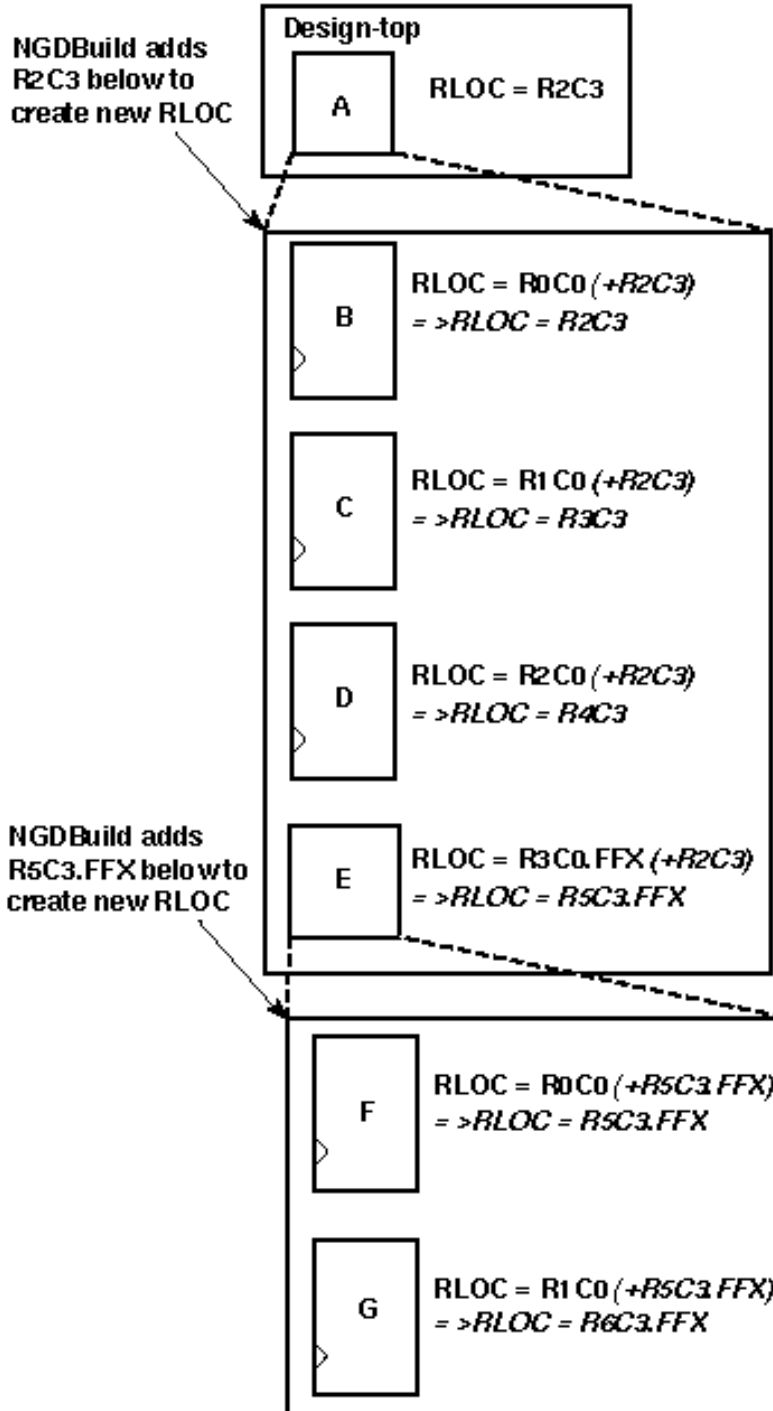 Design-top
NGDBuild adds
R2C3 below to
create new RLOC
A
RLOC = R2C3
B
RLOC = R0C0 (+R2C3)
= >RLOC = R2C3
C
RLOC = R1C0 (+R2C3)
= >RLOC = R3C3
D
RLOC = R2C0 (+R2C3)
= >RLOC = R4C3
NGDBuild adds
R5C3.FFX below to
create new RLOC
E
RLOC = R3C0.FFX (+R2C3)
= >RLOC = R5C3.FFX
F
RLOC = R0C0 (+R5C3.FFX)
= >RLOC = R5C3.FFX
G
RLOC = R1C0 (+R5C3.FFX)
= >RLOC = R6C3.FFX